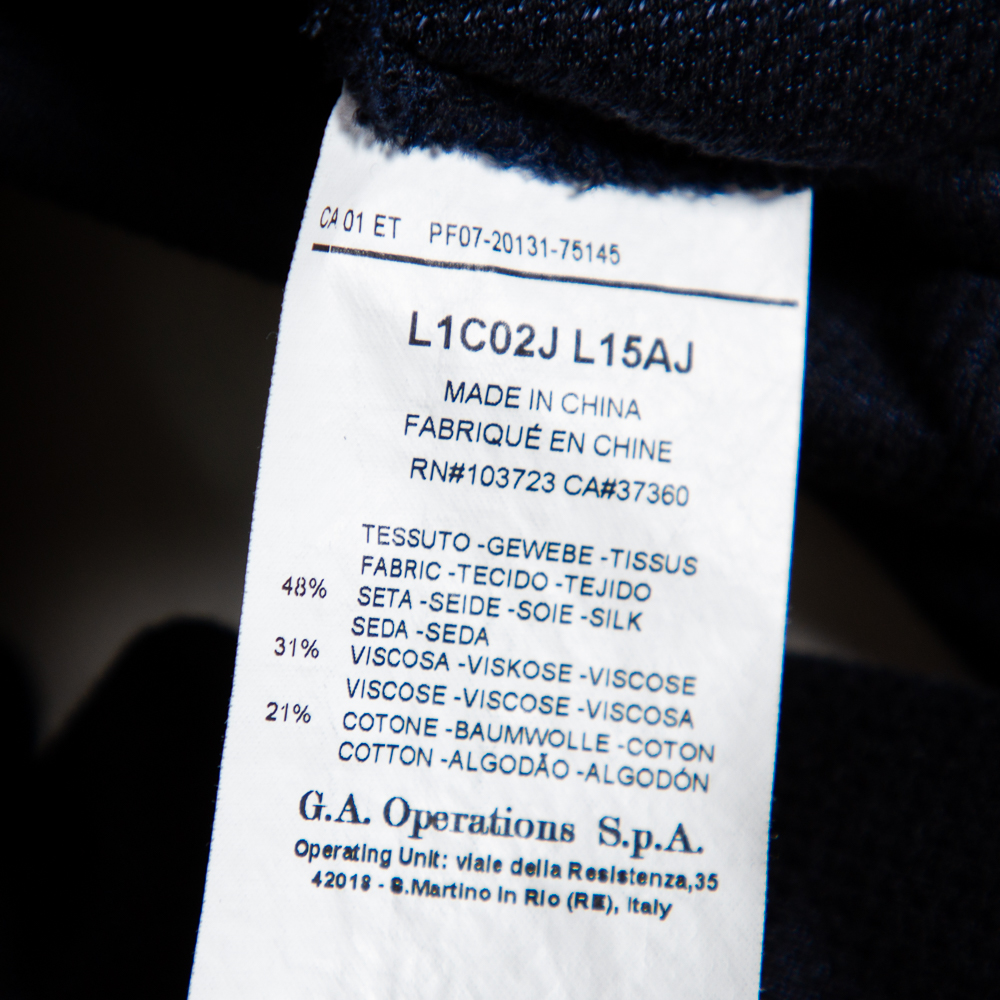 CA 01 ET PF07-20131-75145
L1C02J L15AJ
MADE IN CHINA
FABRIQUÉ EN CHINE
RN#103723 CA#37360
TESSUTO -GEWEBE -TISSUS
FABRIC -TECIDO -TEJIDO
48% SETA -SEIDE -SOIE -SILK
SEDA -SEDA
31% VISCOSA -VISKOSE -VISCOSE
VISCOSE -VISCOSE -VISCOSA
21% COTONE -BAUMWOLLE -COTON
COTTON -ALGODÃO -ALGODÓN
G.A. Operations S.p.A.
Operating Unit: viale della Resistenza,35
42018 - S.Martino in Rio (RE), Italy